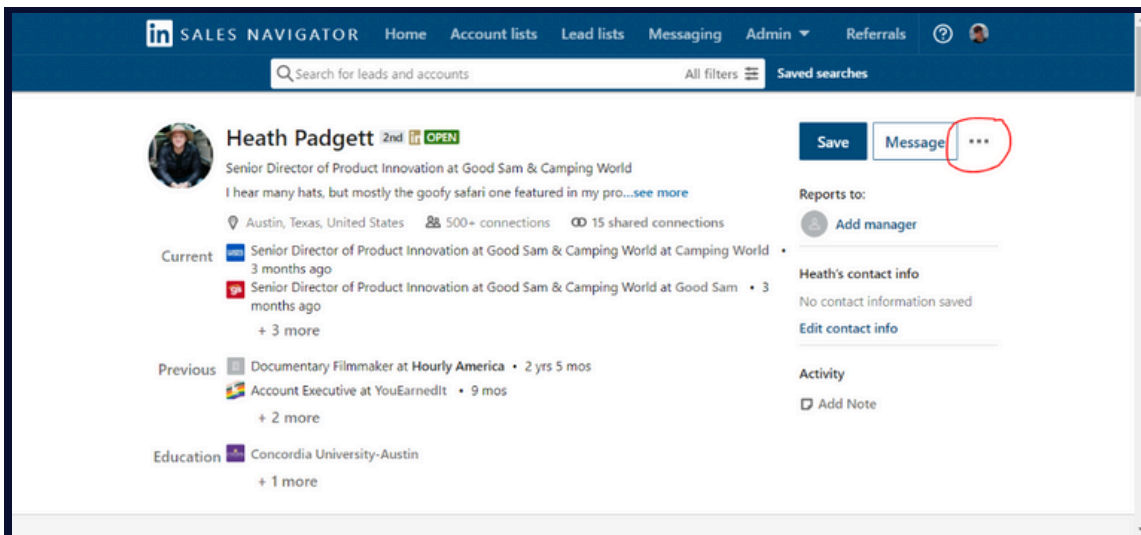 in SALES NAVIGATOR Home Account lists Lead lists Messaging Admin Referrals
Search for leads and accounts All filters Saved searches
Heath Padgett 2nd in OPEN
Senior Director of Product Innovation at Good Sam & Camping World
I hear many hats, but mostly the goofy safari one featured in my pro...see more
Austin, Texas, United States 500+ connections 15 shared connections
Current
Senior Director of Product Innovation at Good Sam & Camping World at Camping World •
3 months ago
Senior Director of Product Innovation at Good Sam & Camping World at Good Sam • 3
months ago
+ 3 more
Previous
Documentary Filmmaker at Hourly America • 2 yrs 5 mos
Account Executive at YouEarnedIt • 9 mos
+ 2 more
Education
Concordia University-Austin
+ 1 more
Save Message ...
Reports to:
Add manager
Heath's contact info
No contact information saved
Edit contact info
Activity
Add Note